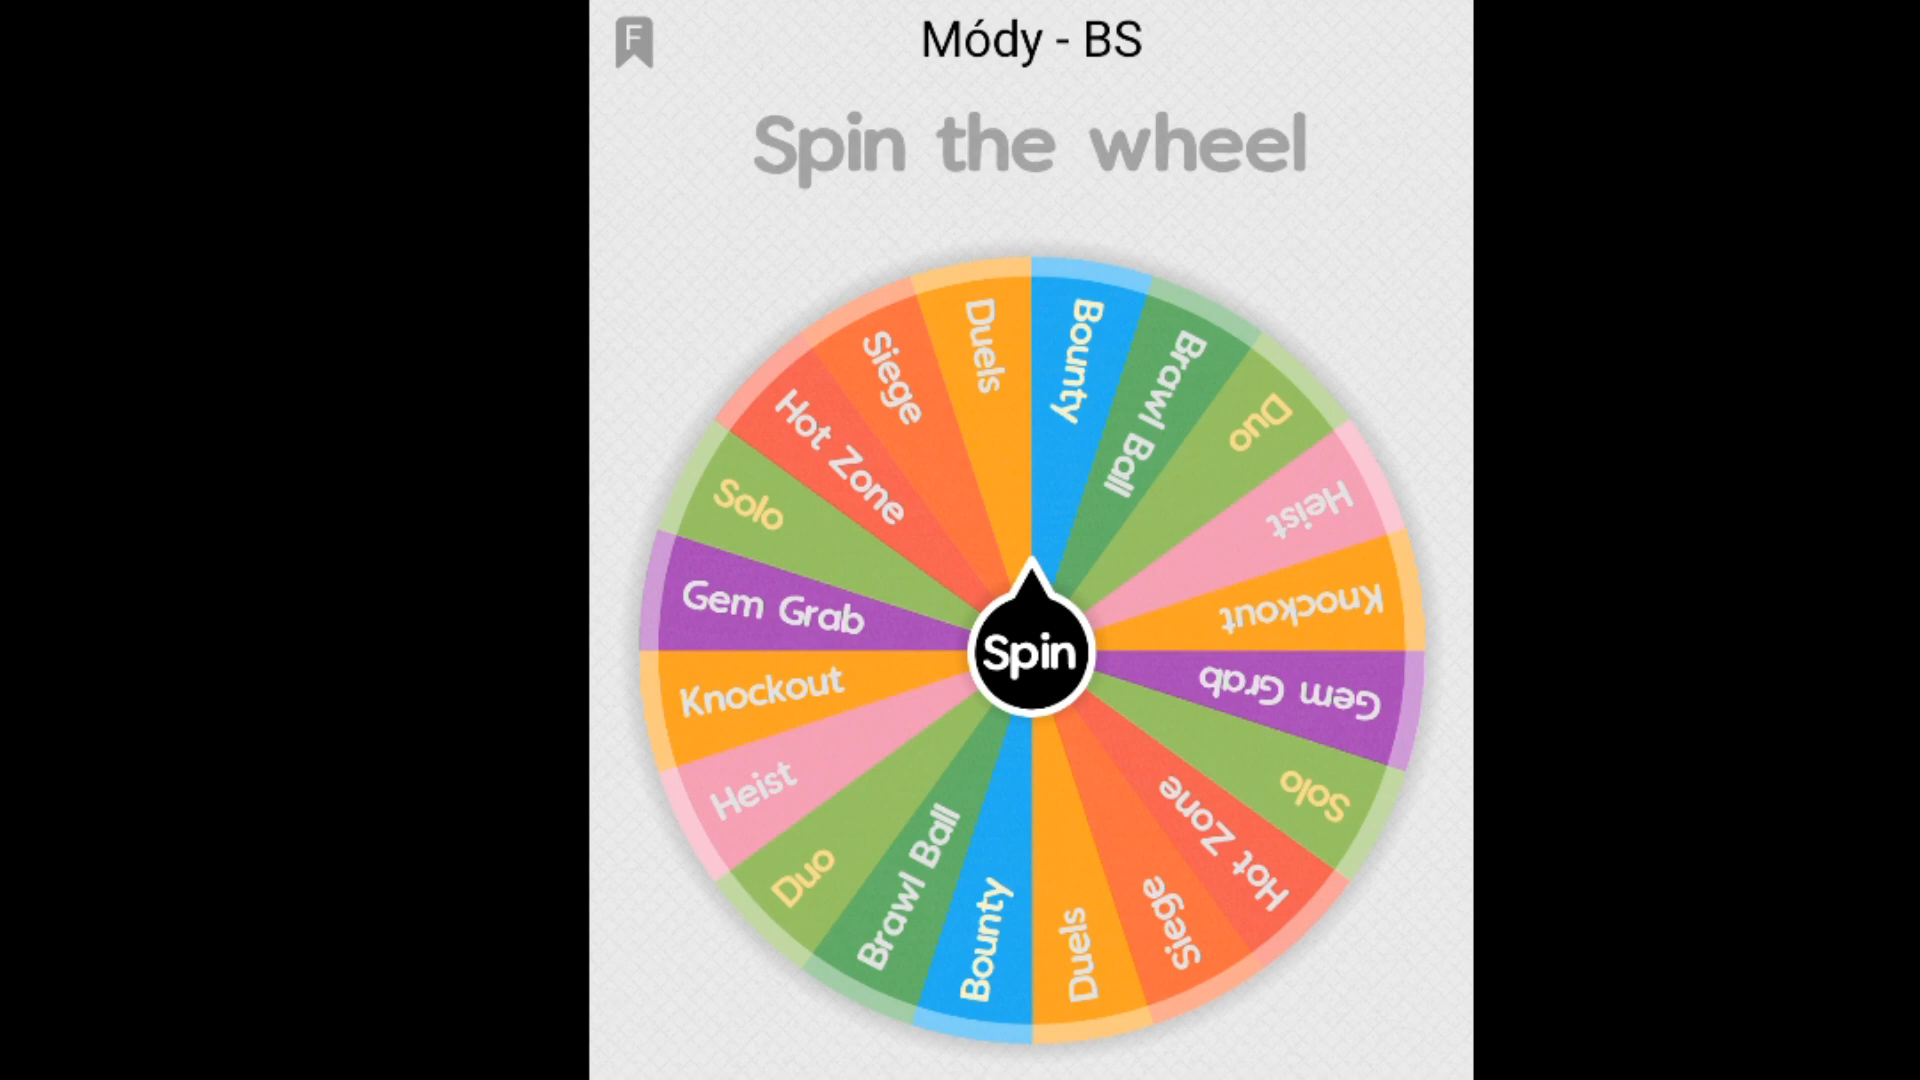 F
Módy - BS
Spin the wheel
Bounty
Brawl Ball
Duo
Heist
Knockout
Gem Grab
Solo
Hot Zone
Siege
Duels
Bounty
Brawl Ball
Duo
Heist
Knockout
Gem Grab
Solo
Hot Zone
Siege
Duels
Spin